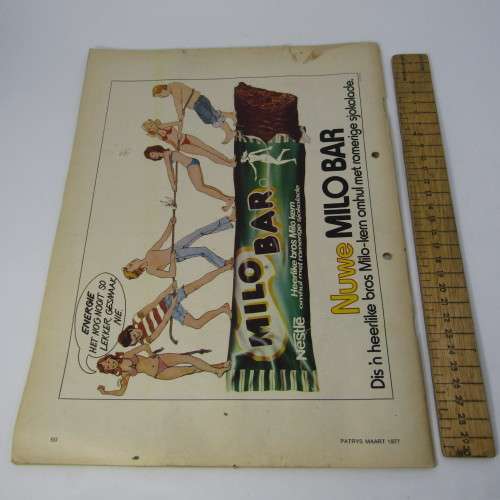 ENERGIE
HET NOG NOOIT SO
LEKKER GESMAAK
NIE.
MILO
BAR
Heerlike bros Milo kern
omhul met romerige sjokolade
Nestlé
Nuwe MILO BAR
Dis 'n heerlike bros Milo-kern omhul met romerige sjokolade.
60
PATRYS MAART 1977